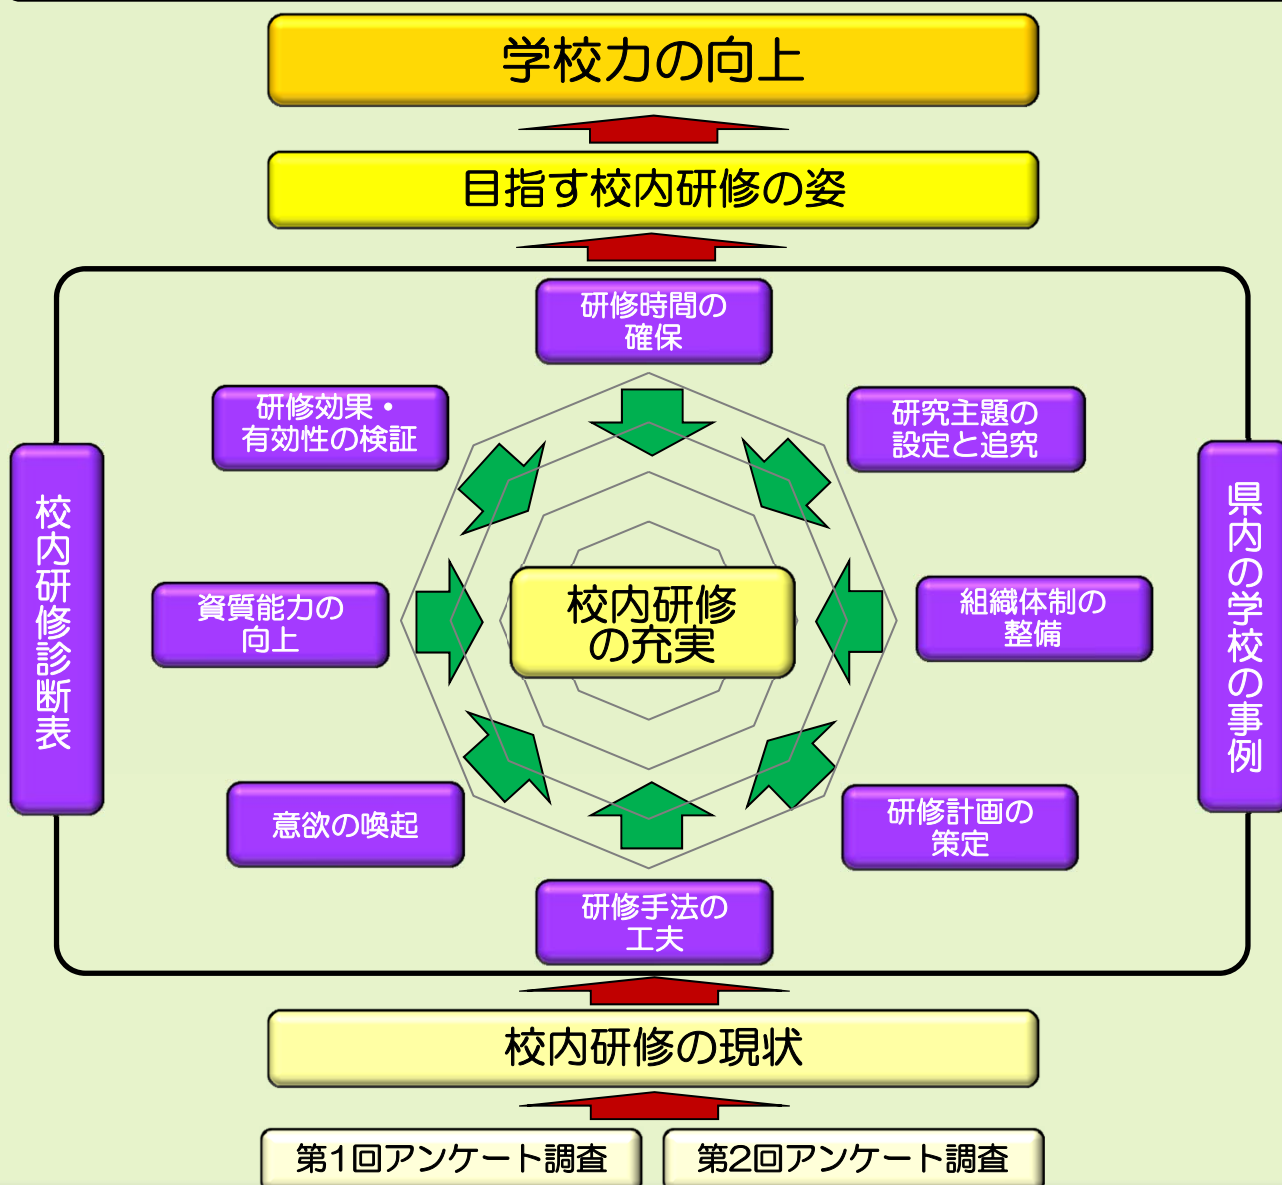 学校力の向上
目指す校内研修の姿
研修時間の
確保
研修効果・
有効性の検証
研究主題の
設定と追究
校内研修診断表
県内の学校の事例
資質能力の
向上
校内研修
の充実
組織体制の
整備
意欲の喚起
研修計画の
策定
研修手法の
工夫
校内研修の現状
第1回アンケート調査
第2回アンケート調査